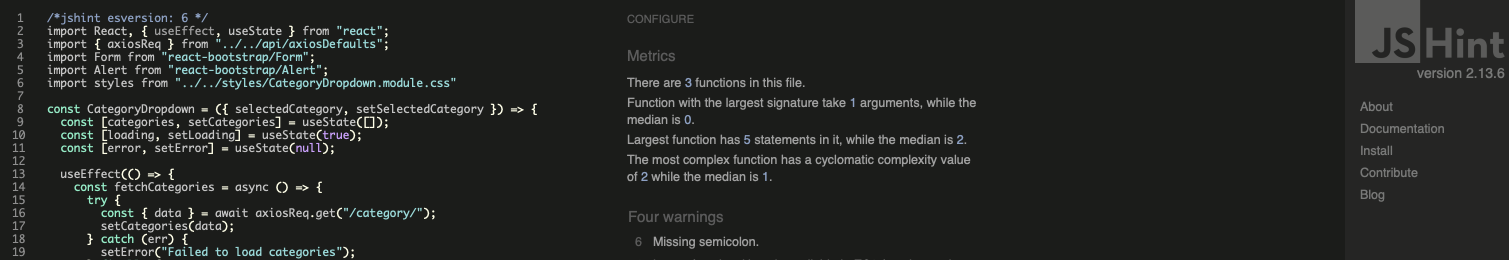 1 /*jshint esversion: 6 */
2 import React, { useEffect, useState } from "react";
3 import { axiosReq } from "../../api/axiosDefaults";
4 import Form from "react-bootstrap/Form";
5 import Alert from "react-bootstrap/Alert";
6 import styles from "../../styles/CategoryDropdown.module.css"
7
8 const CategoryDropdown = ({ selectedCategory, setSelectedCategory }) => {
9 const [categories, setCategories] = useState([]);
10 const [loading, setLoading] = useState(true);
11 const [error, setError] = useState(null);
12
13 useEffect(() => {
14 const fetchCategories = async () => {
15 try {
16 const { data } = await axiosReq.get("/category/");
17 setCategories(data);
18 } catch (err) {
19 setError("Failed to load categories");
CONFIGURE
Metrics
There are 3 functions in this file.
Function with the largest signature take 1 arguments, while the
median is 0.
Largest function has 5 statements in it, while the median is 2.
The most complex function has a cyclomatic complexity value
of 2 while the median is 1.
Four warnings
6 Missing semicolon.
JSHint
version 2.13.6
About
Documentation
Install
Contribute
Blog